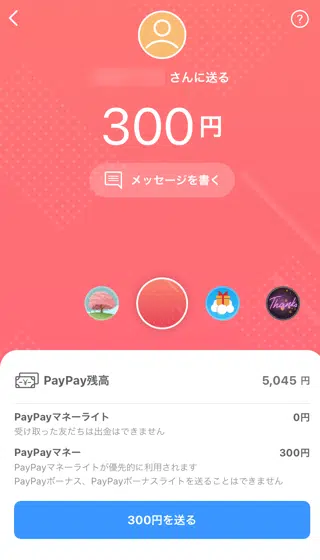 ?
さんに送る
300円
メッセージを書く
Thanks
PayPay残高 5,045 円
PayPayマネーライト 0円
受け取った友だちは出金はできません
PayPayマネー 300円
PayPayマネーライトが優先的に利用されます
PayPayボーナス、PayPayボーナスライトを送ることはできません
300円を送る